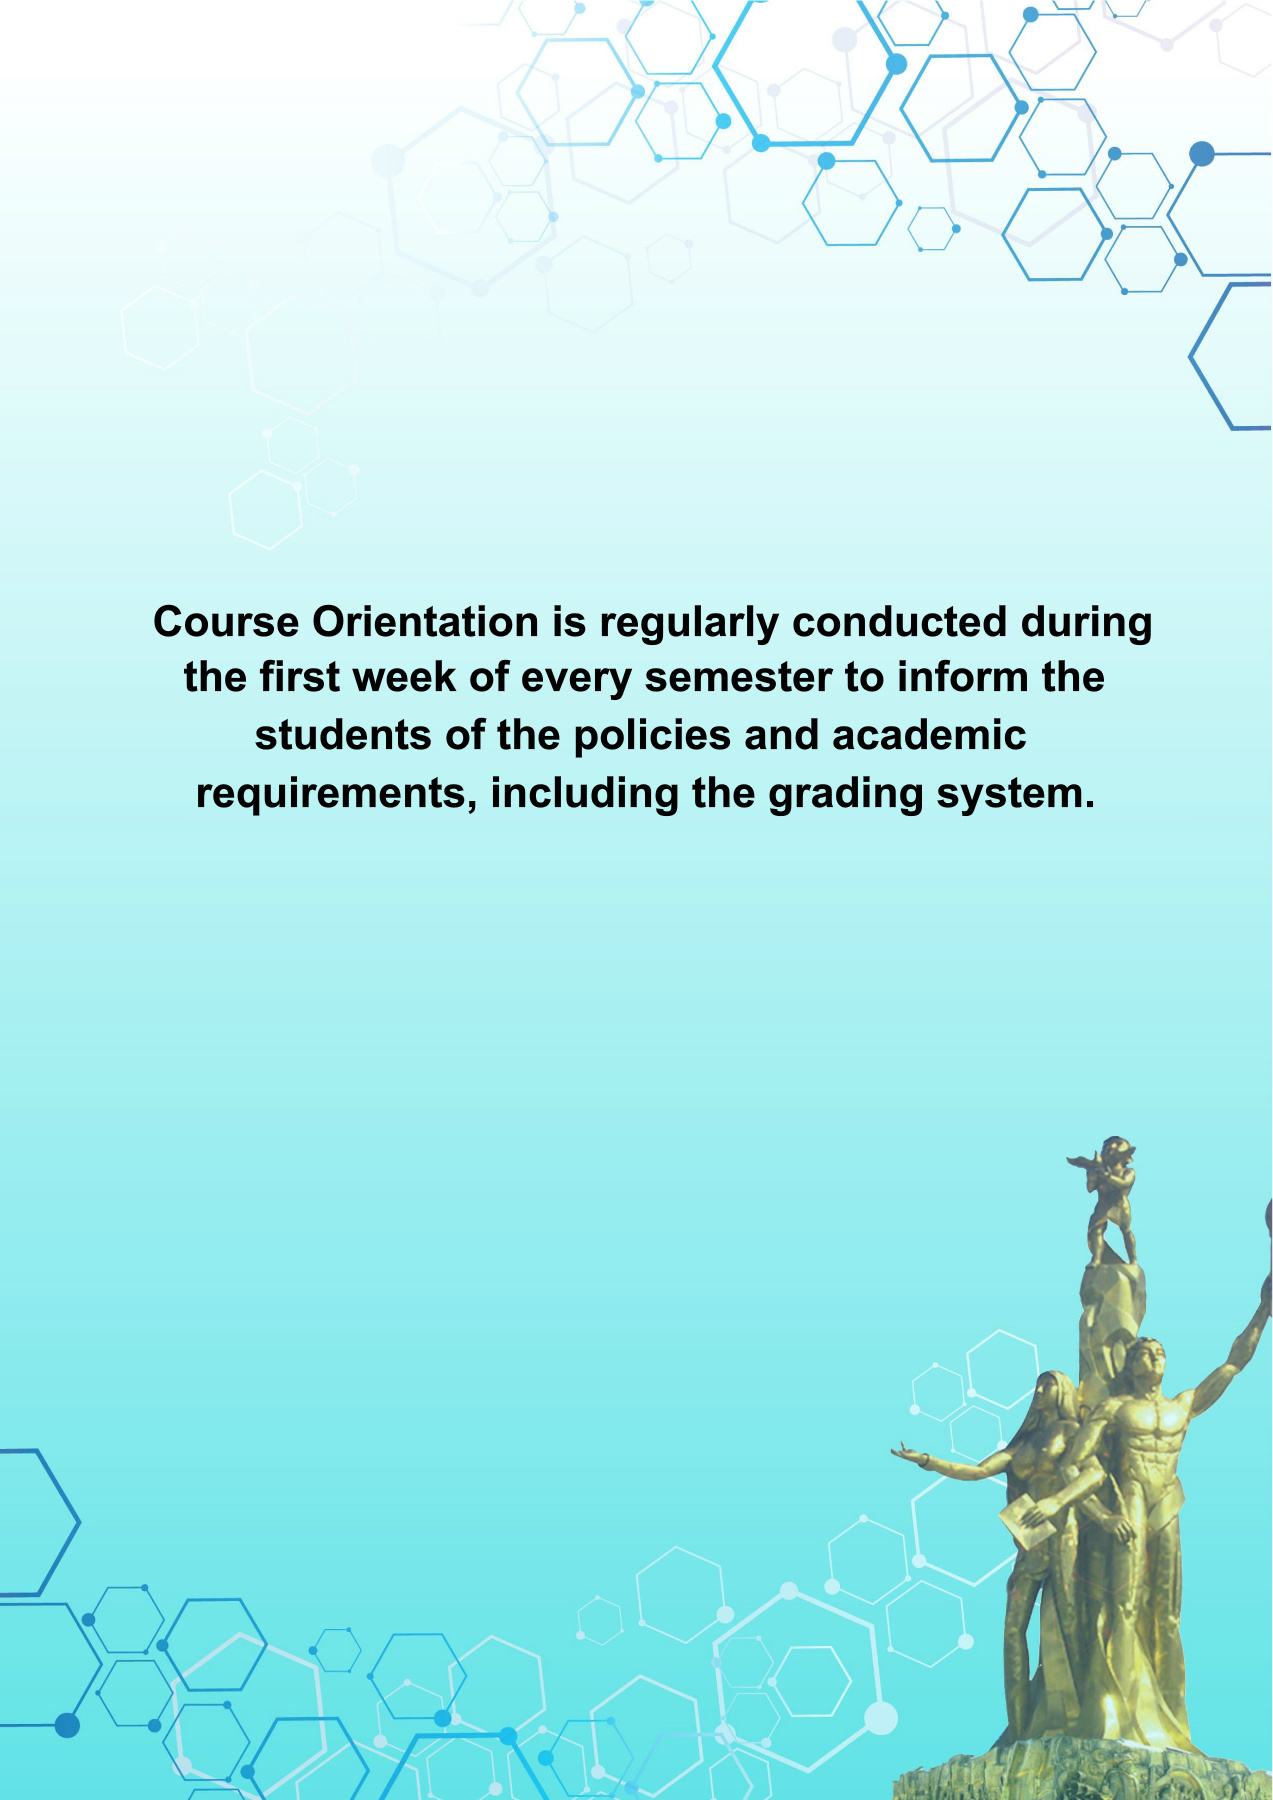 Course Orientation is regularly conducted during
the first week of every semester to inform the
students of the policies and academic
requirements, including the grading system.